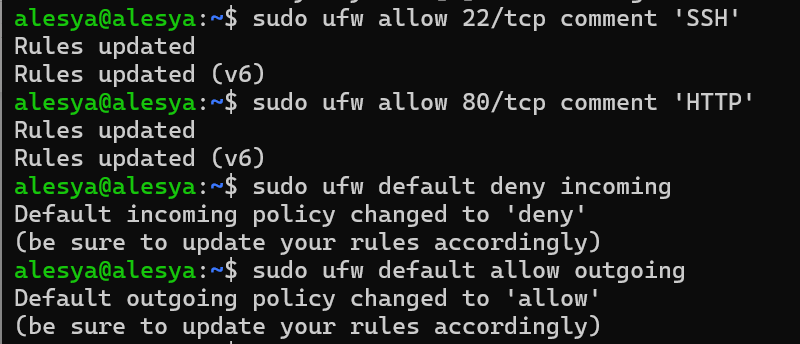 alesya@alesya:~$ sudo ufw allow 22/tcp comment 'SSH'
Rules updated
Rules updated (v6)
alesya@alesya:~$ sudo ufw allow 80/tcp comment 'HTTP'
Rules updated
Rules updated (v6)
alesya@alesya:~$ sudo ufw default deny incoming
Default incoming policy changed to 'deny'
(be sure to update your rules accordingly)
alesya@alesya:~$ sudo ufw default allow outgoing
Default outgoing policy changed to 'allow'
(be sure to update your rules accordingly)